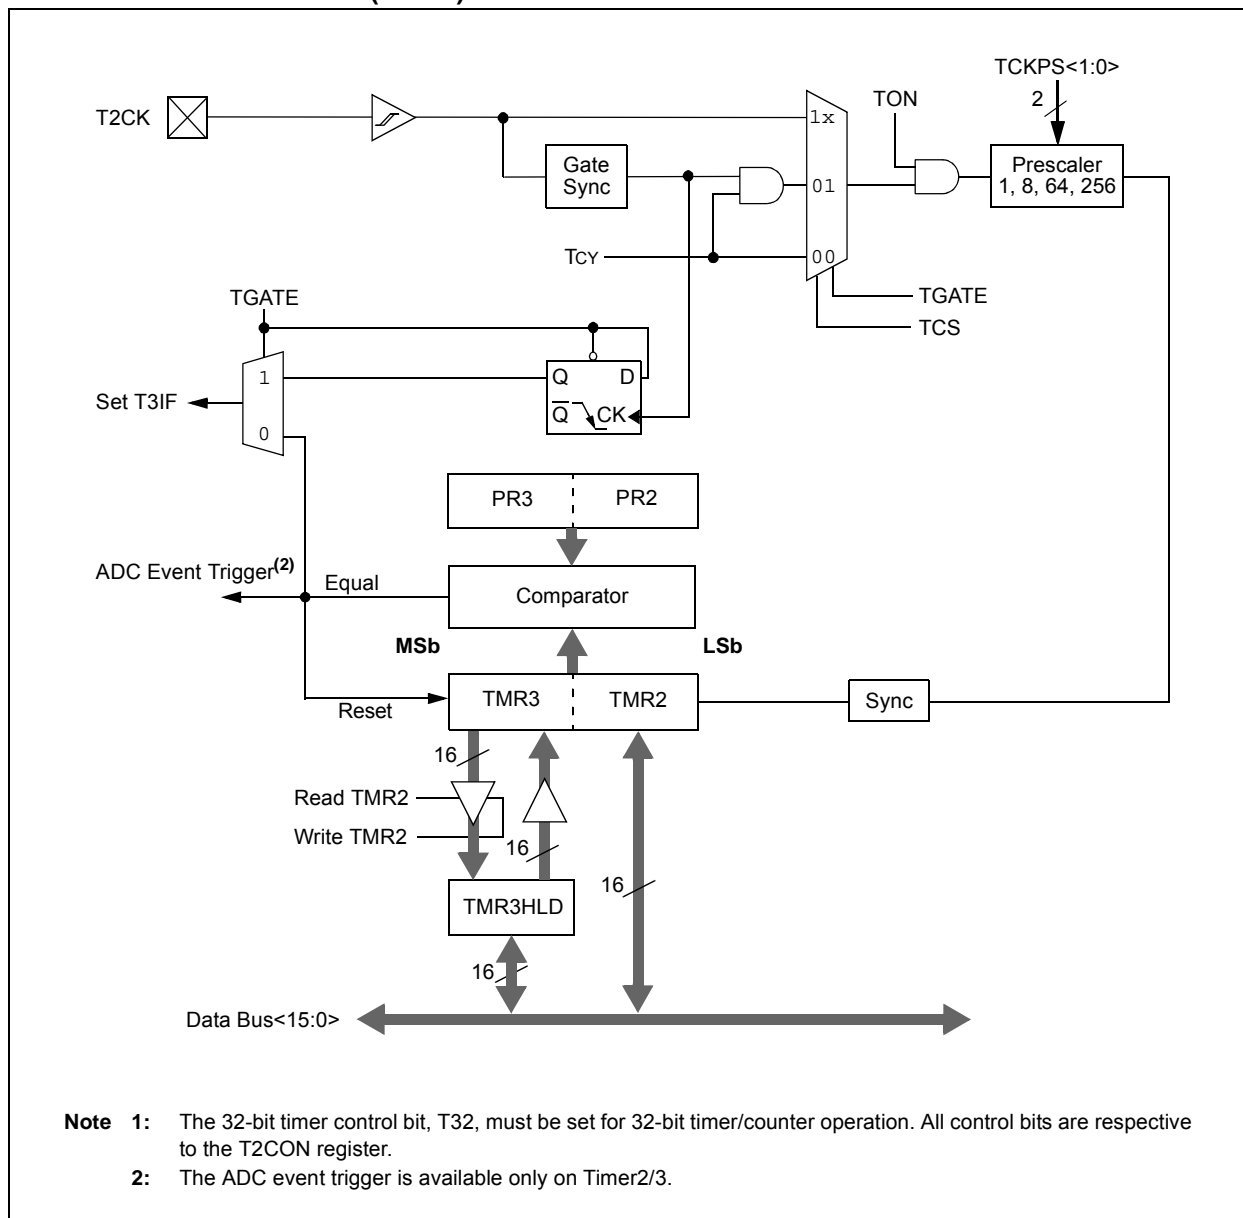 TCKPS<1:0>
2
TON
T2CK
1x
Gate
Sync
Prescaler
1, 8, 64, 256
01
TCY
00
TGATE
TGATE
TCS
1
Q D
Set T3IF
Q CK
0
PR3 PR2
ADC Event Trigger(2)
Equal
Comparator
MSb LSb
TMR3 TMR2
Sync
Reset
16
Read TMR2
Write TMR2
16
16
TMR3HLD
16
Data Bus<15:0>
Note 1: The 32-bit timer control bit, T32, must be set for 32-bit timer/counter operation. All control bits are respective
to the T2CON register.
2: The ADC event trigger is available only on Timer2/3.